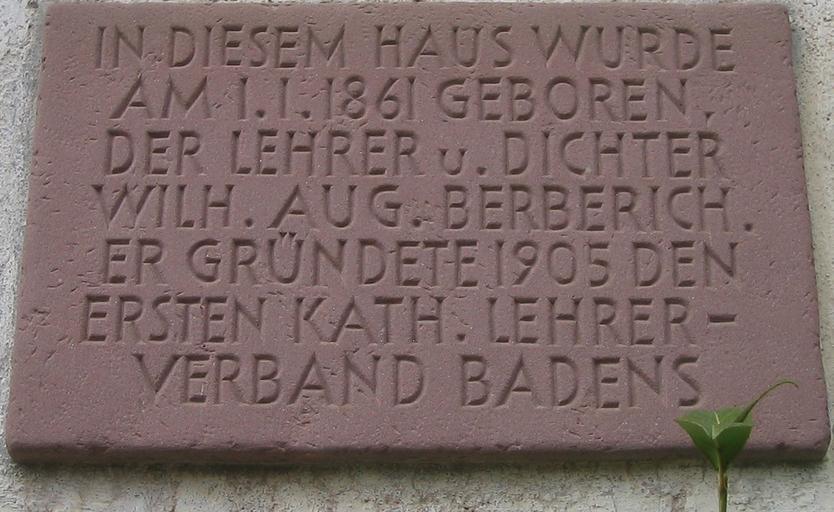 IN DIESEM HAUS WURDE
AM 1.1.1861 GEBOREN,
DER LEHRER u. DICHTER
WILH. AUG. BERBERICH.
ER GRÜNDETE 1905 DEN
ERSTEN KATH. LEHRER-
VERBAND BADENS